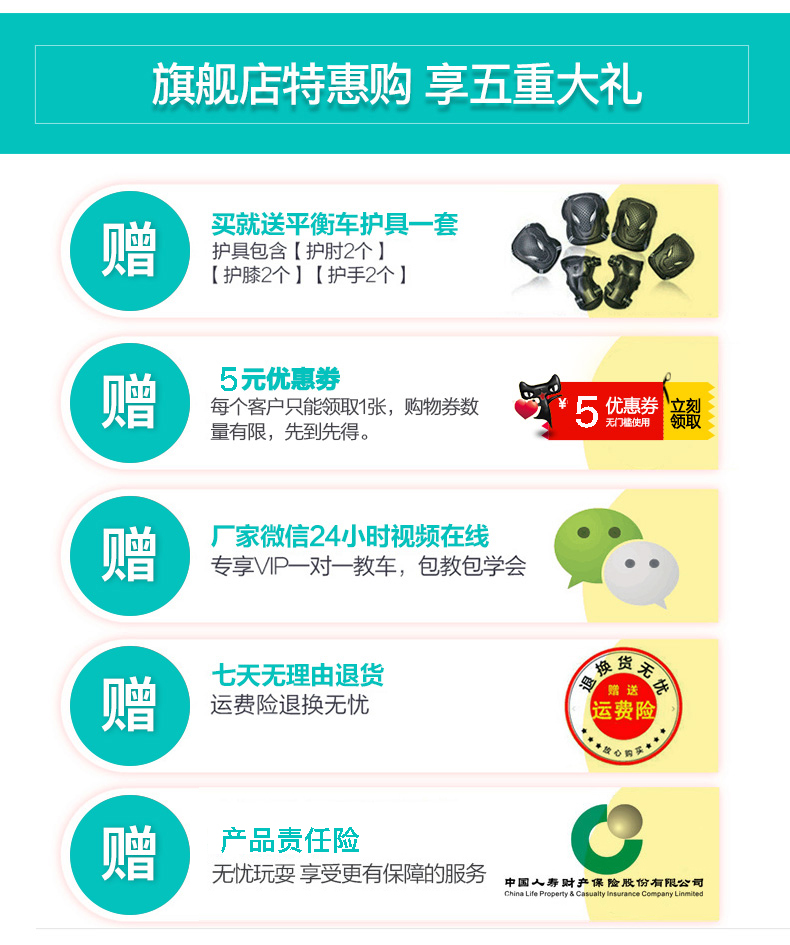 旗舰店特惠购 享五重大礼
赠
买就送平衡车护具一套
护具包含【护肘2个】
【护膝2个】【护手2个】
赠
5元优惠劵
每个客户只能领取1张，购物券数
量有限，先到先得。
¥5 优惠券
无门槛使用
立刻
领取
赠
厂家微信24小时视频在线
专享VIP一对一教车，包教包学会
赠
七天无理由退货
运费险退换无忧
退换货无忧
赠送
运费险
★★★放心购买★★★
赠
产品责任险
无忧玩耍 享受更有保障的服务
中国人寿财产保险股份有限公司
China Life Property & Casualty Insurance Company Linmited